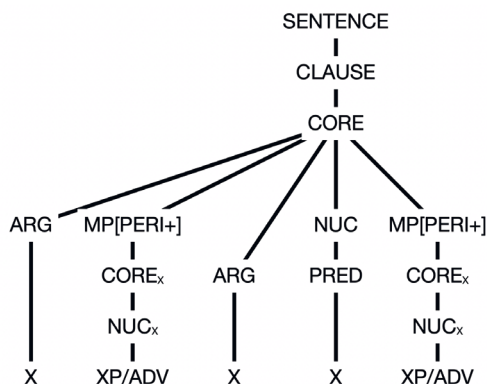 SENTENCE
CLAUSE
CORE
ARG MP[PERI+] NUC MP[PERI+]
COREₓ ARG PRED COREₓ
NUCₓ NUCₓ
X XP/ADV X X XP/ADV